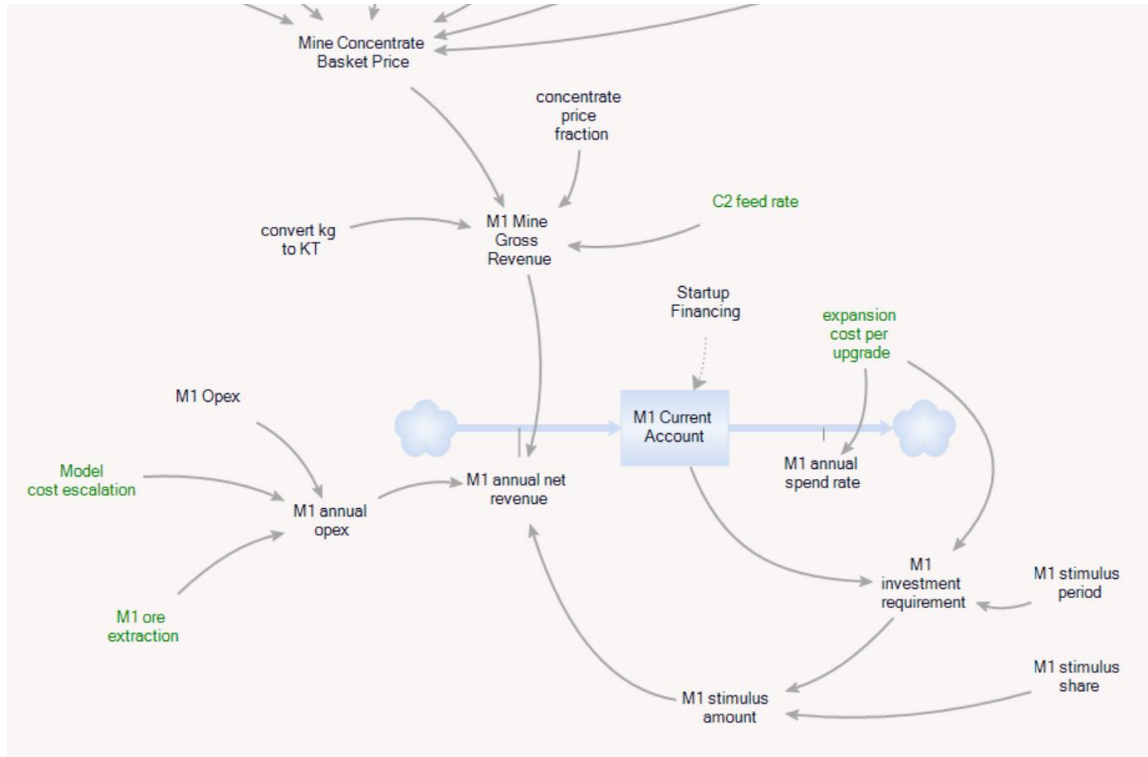 Mine Concentrate
Basket Price
concentrate
price
fraction
C2 feed rate
convert kg
to KT
M1 Mine
Gross
Revenue
Startup
Financing
expansion
cost per
upgrade
M1 Opex
M1 Current
Account
Model
cost escalation
M1 annual
opex
M1 annual net
revenue
M1 annual
spend rate
M1
investment
requirement
M1 stimulus
period
M1 ore
extraction
M1 stimulus
amount
M1 stimulus
share